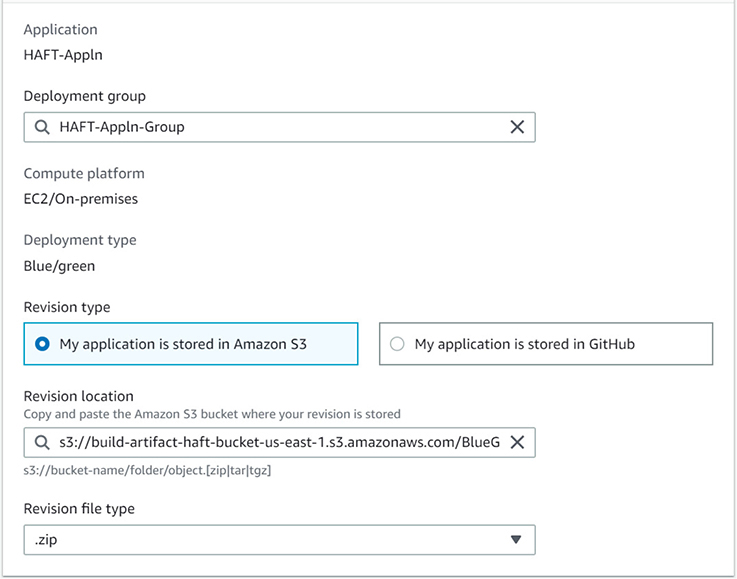 Application
HAFT-Appln
Deployment group
HAFT-Appln-Group
Compute platform
EC2/On-premises
Deployment type
Blue/green
Revision type
My application is stored in Amazon S3
My application is stored in GitHub
Revision location
Copy and paste the Amazon S3 bucket where your revision is stored
s3://build-artifact-haft-bucket-us-east-1.s3.amazonaws.com/BlueG
s3://bucket-name/folder/object.[zip|tar|tgz]
Revision file type
.zip